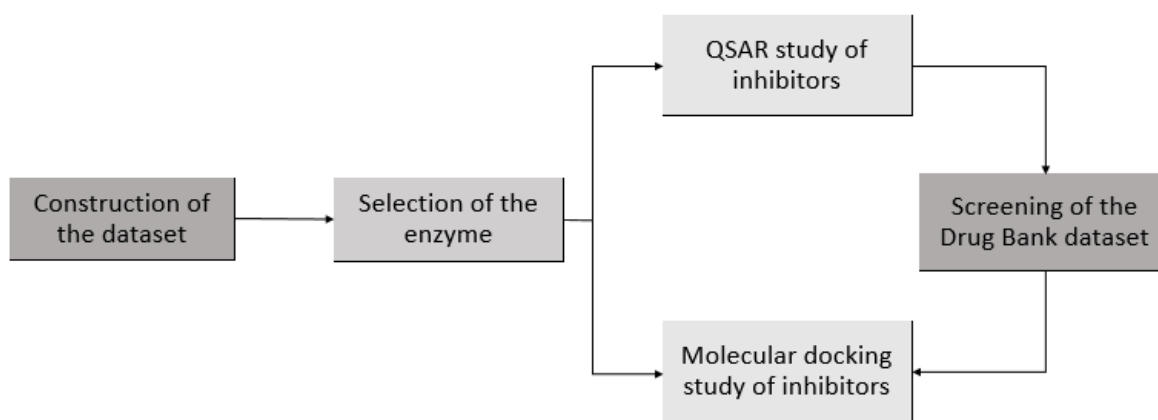 Construction of
the dataset
Selection of the
enzyme
QSAR study of
inhibitors
Screening of the
Drug Bank dataset
Molecular docking
study of inhibitors